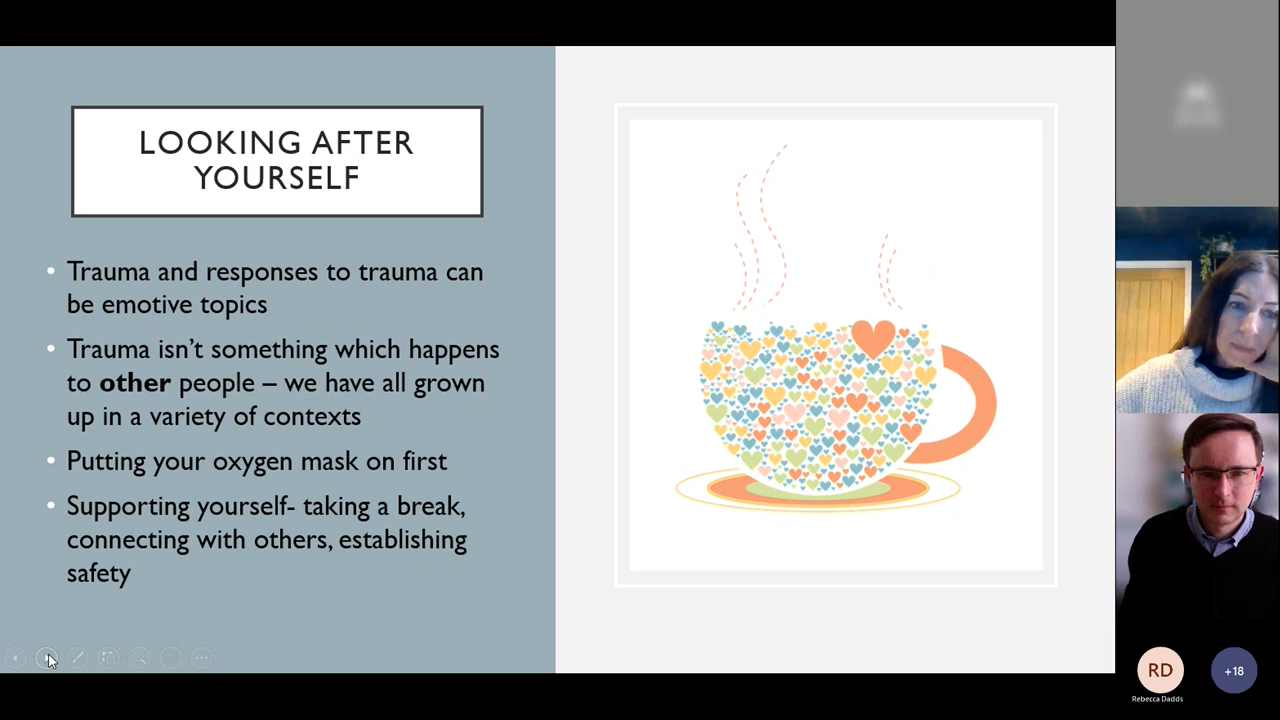 LOOKING AFTER
YOURSELF
• Trauma and responses to trauma can
be emotive topics
• Trauma isn't something which happens
to other people – we have all grown
up in a variety of contexts
• Putting your oxygen mask on first
• Supporting yourself- taking a break,
connecting with others, establishing
safety
RD
Rebecca Dadds
+18